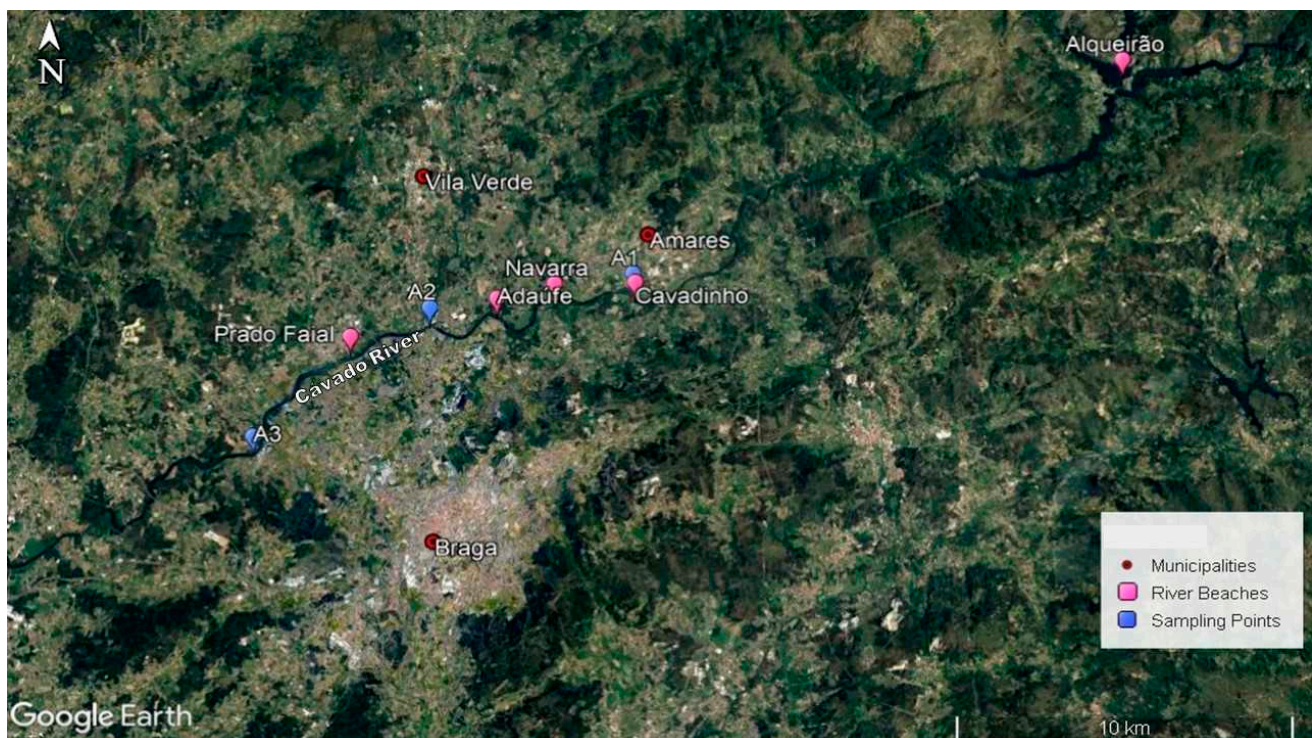 N
Alqueirão
Vila Verde
Amares
A1
Navarra
Cavadinho
Adaúfe
A2
Prado Faial
Cavado River
A3
Braga
Municipalities
River Beaches
Sampling Points
Google Earth
10 km